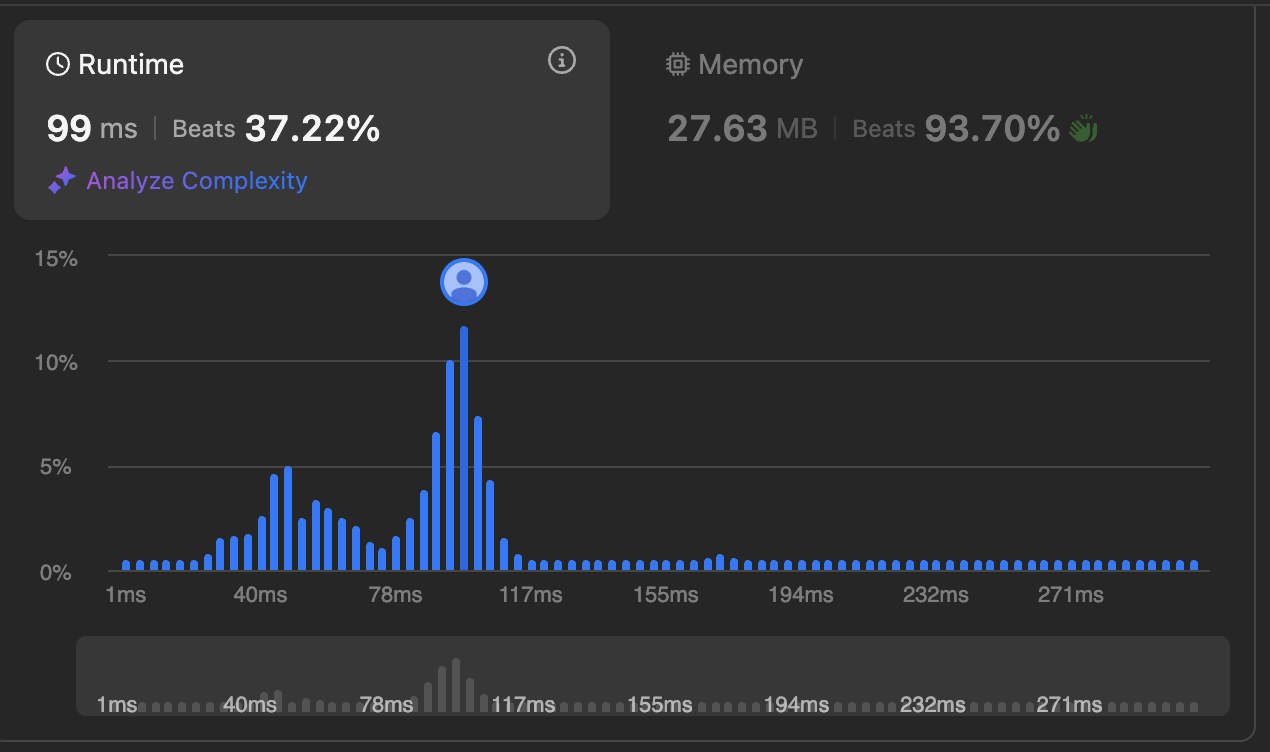 Runtime
99 ms | Beats 37.22%
Analyze Complexity
Memory
27.63 MB | Beats 93.70%
15%
10%
5%
0%
1ms 40ms 78ms 117ms 155ms 194ms 232ms 271ms
1ms 40ms 78ms 117ms 155ms 194ms 232ms 271ms